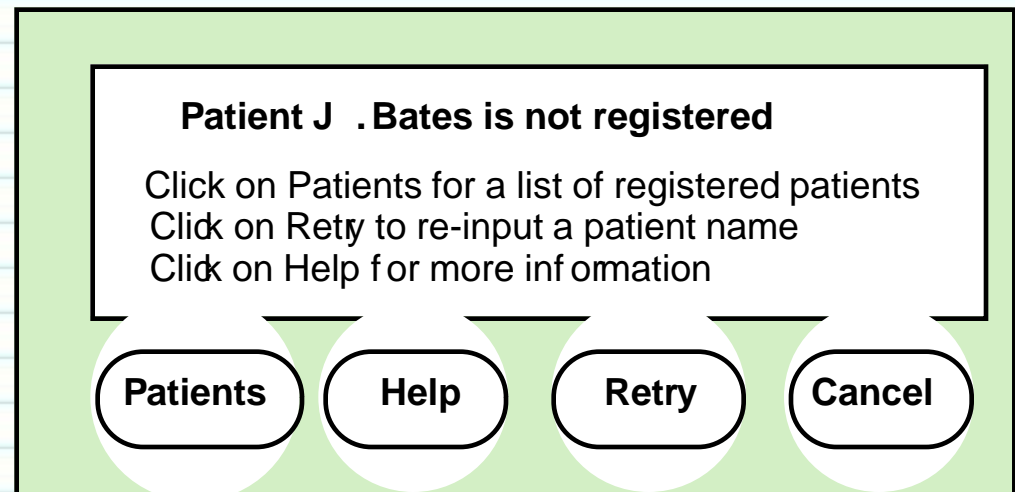 Patient J . Bates is not registered
Click on Patients for a list of registered patients
Click on Retry to re-input a patient name
Click on Help for more information
Patients Help Retry Cancel